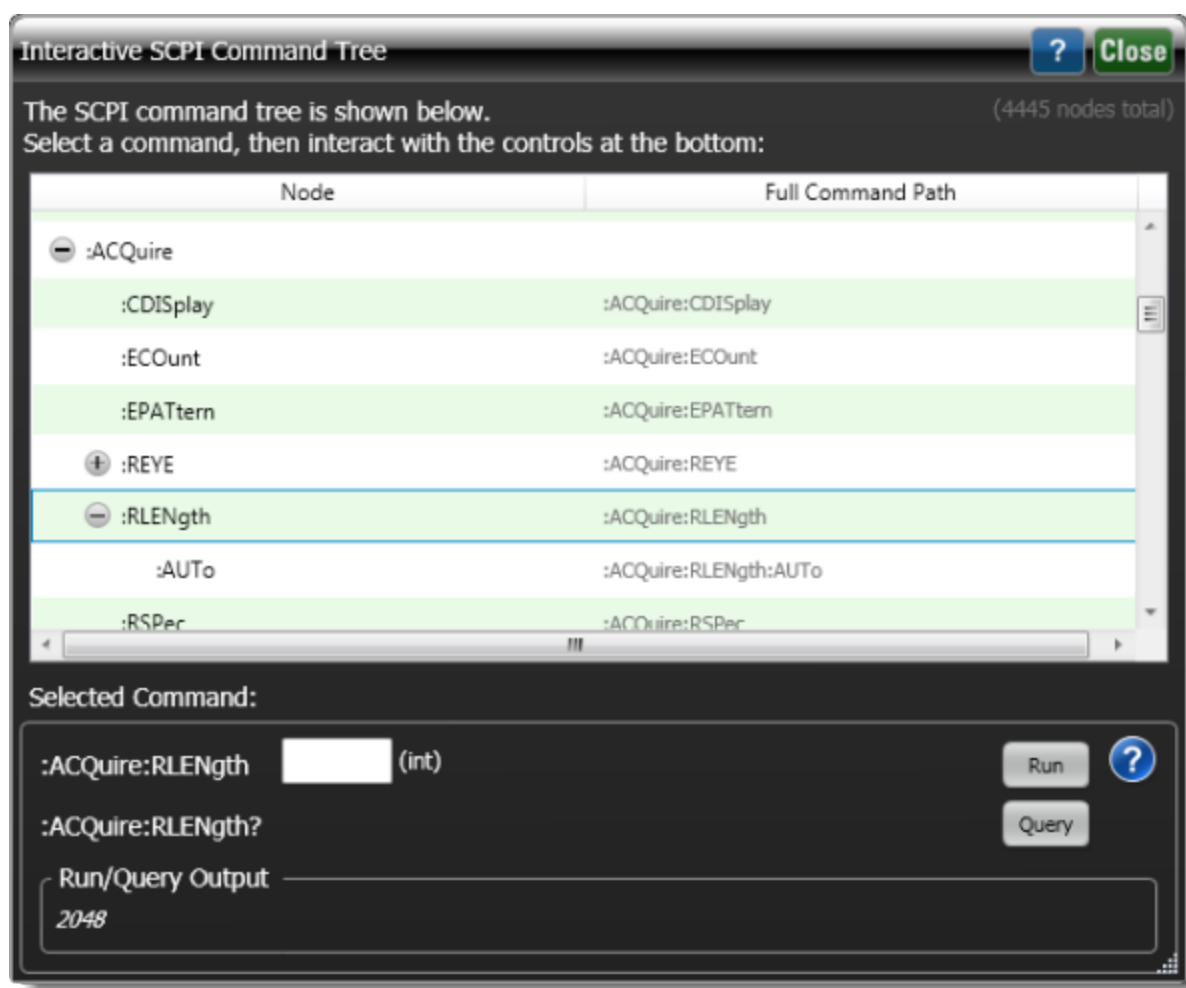 Interactive SCPI Command Tree ? Close
The SCPI command tree is shown below. (4445 nodes total)
Select a command, then interact with the controls at the bottom:
Node Full Command Path
:ACQuire
:CDISplay :ACQuire:CDISplay
:ECOunt :ACQuire:ECOunt
:EPATtern :ACQuire:EPATtern
:REYE :ACQuire:REYE
:RLENgth :ACQuire:RLENgth
:AUTo :ACQuire:RLENgth:AUTo
:RSPec :ACQuire:RSPec
Selected Command:
:ACQuire:RLENgth (int) Run ?
:ACQuire:RLENgth? Query
Run/Query Output
2048